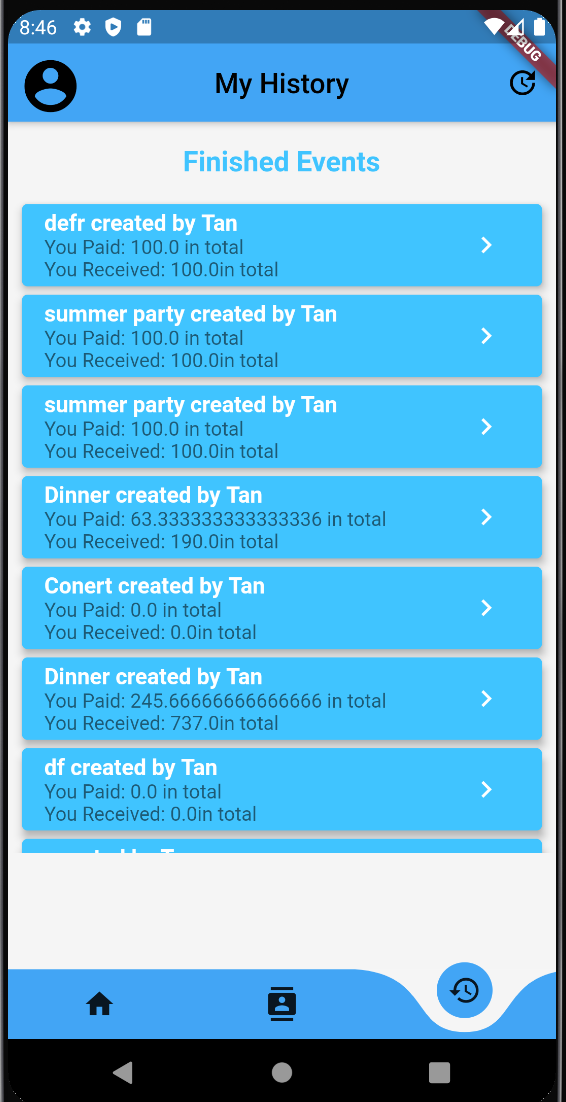 8:46
DEBUG
My History
Finished Events
defr created by Tan
You Paid: 100.0 in total
You Received: 100.0in total
summer party created by Tan
You Paid: 100.0 in total
You Received: 100.0in total
summer party created by Tan
You Paid: 100.0 in total
You Received: 100.0in total
Dinner created by Tan
You Paid: 63.333333333333336 in total
You Received: 190.0in total
Conert created by Tan
You Paid: 0.0 in total
You Received: 0.0in total
Dinner created by Tan
You Paid: 245.66666666666666 in total
You Received: 737.0in total
df created by Tan
You Paid: 0.0 in total
You Received: 0.0in total